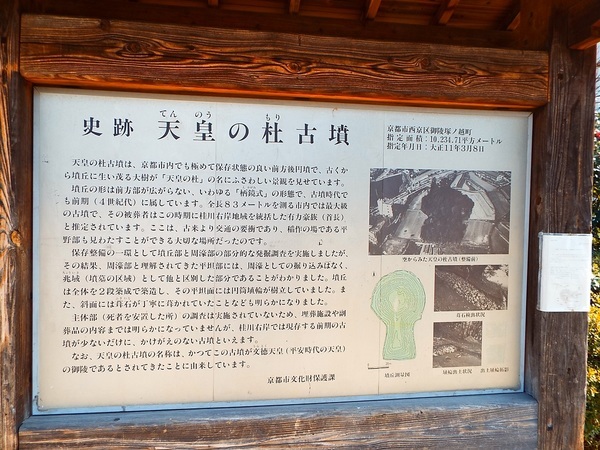 史跡 天皇の杜古墳
てんのう もり
京都市西京区御陵塚ノ越町
指定面積：10,234.71平方メートル
指定年月日：大正11年3月8日
天皇の杜古墳は、京都市内でも極めて保存状態の良い前方後円墳で、古くか
ら墳丘に生い茂る大樹が「天皇の杜」の名にふさわしい景観を見せています。
墳丘の形は前方部が広がらない、いわゆる「柄鏡式」の形態で、古墳時代で
も前期（4世紀代）に属しています。全長83メートルを測る市内では最大級
の古墳で、その被葬者はこの時期に桂川右岸地域を統括した有力豪族（首長）
と推定されています。ここは、古来より交通の要衝であり、稲作の場である平
野部も見わたすことができる大切な場所だったのです。
保存整備の一環として墳丘部と周濠部の部分的な発掘調査を実施しましたが、
その結果、周濠部と理解されてきた平坦部には、周濠としての掘り込みはなく、
兆域（墳墓の区域）として他と区別した部分であることがわかりました。墳丘
は全体を2段築成で築造し、その平坦面には円筒埴輪が樹立していました。ま
た、斜面には葺石が丁寧に葺かれていたことなども明らかになりました。
主体部（死者を安置した所）の調査は実施されていないため、埋葬施設や副
葬品の内容までは明らかになっていませんが、桂川右岸では現存する前期の古
墳が少ないだけに、かけがえのない古墳といえます。
なお、天皇の杜古墳の名称は、かつてこの古墳が文徳天皇（平安時代の天皇）
の御陵であるとされてきたことに由来しています。
京都市文化財保護課
空からみた天皇の杜古墳（整備前）
葺石検出状況
墳丘測量図
埴輪検出状況